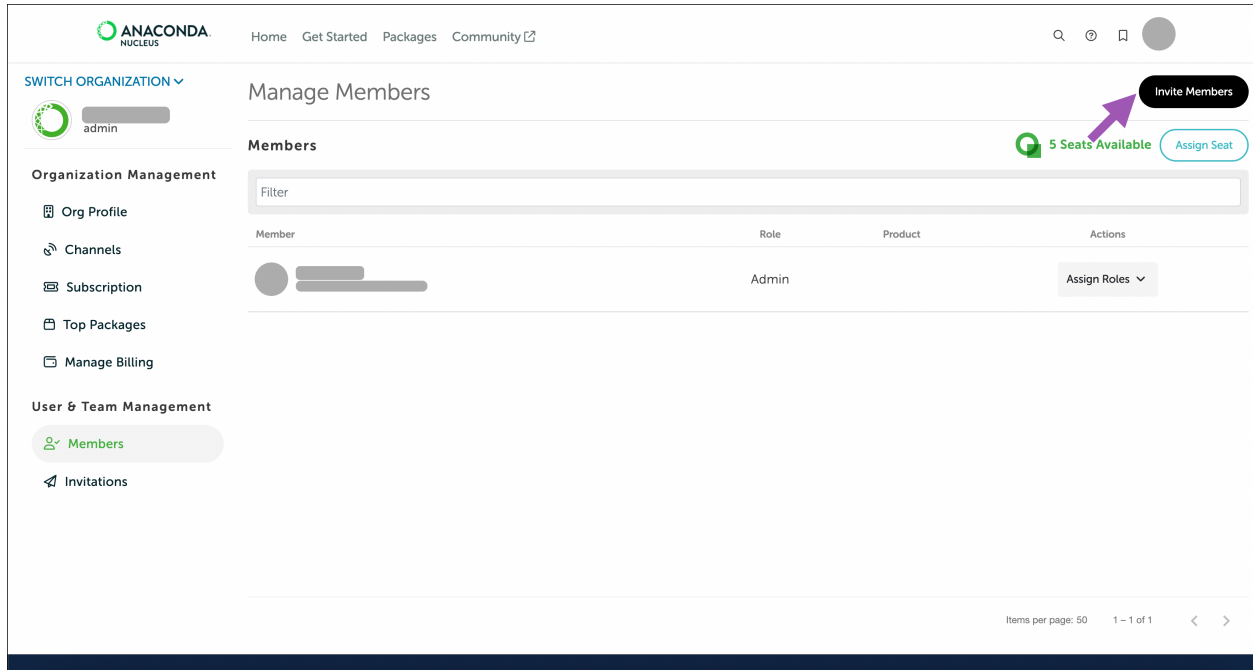 ANACONDA.
NUCLEUS
Home Get Started Packages Community
SWITCH ORGANIZATION
admin
Organization Management
Org Profile
Channels
Subscription
Top Packages
Manage Billing
User & Team Management
Members
Invitations
Manage Members
Invite Members
Members
5 Seats Available
Assign Seat
Filter
Member Role Product Actions
Admin Assign Roles
Items per page: 50 1 – 1 of 1